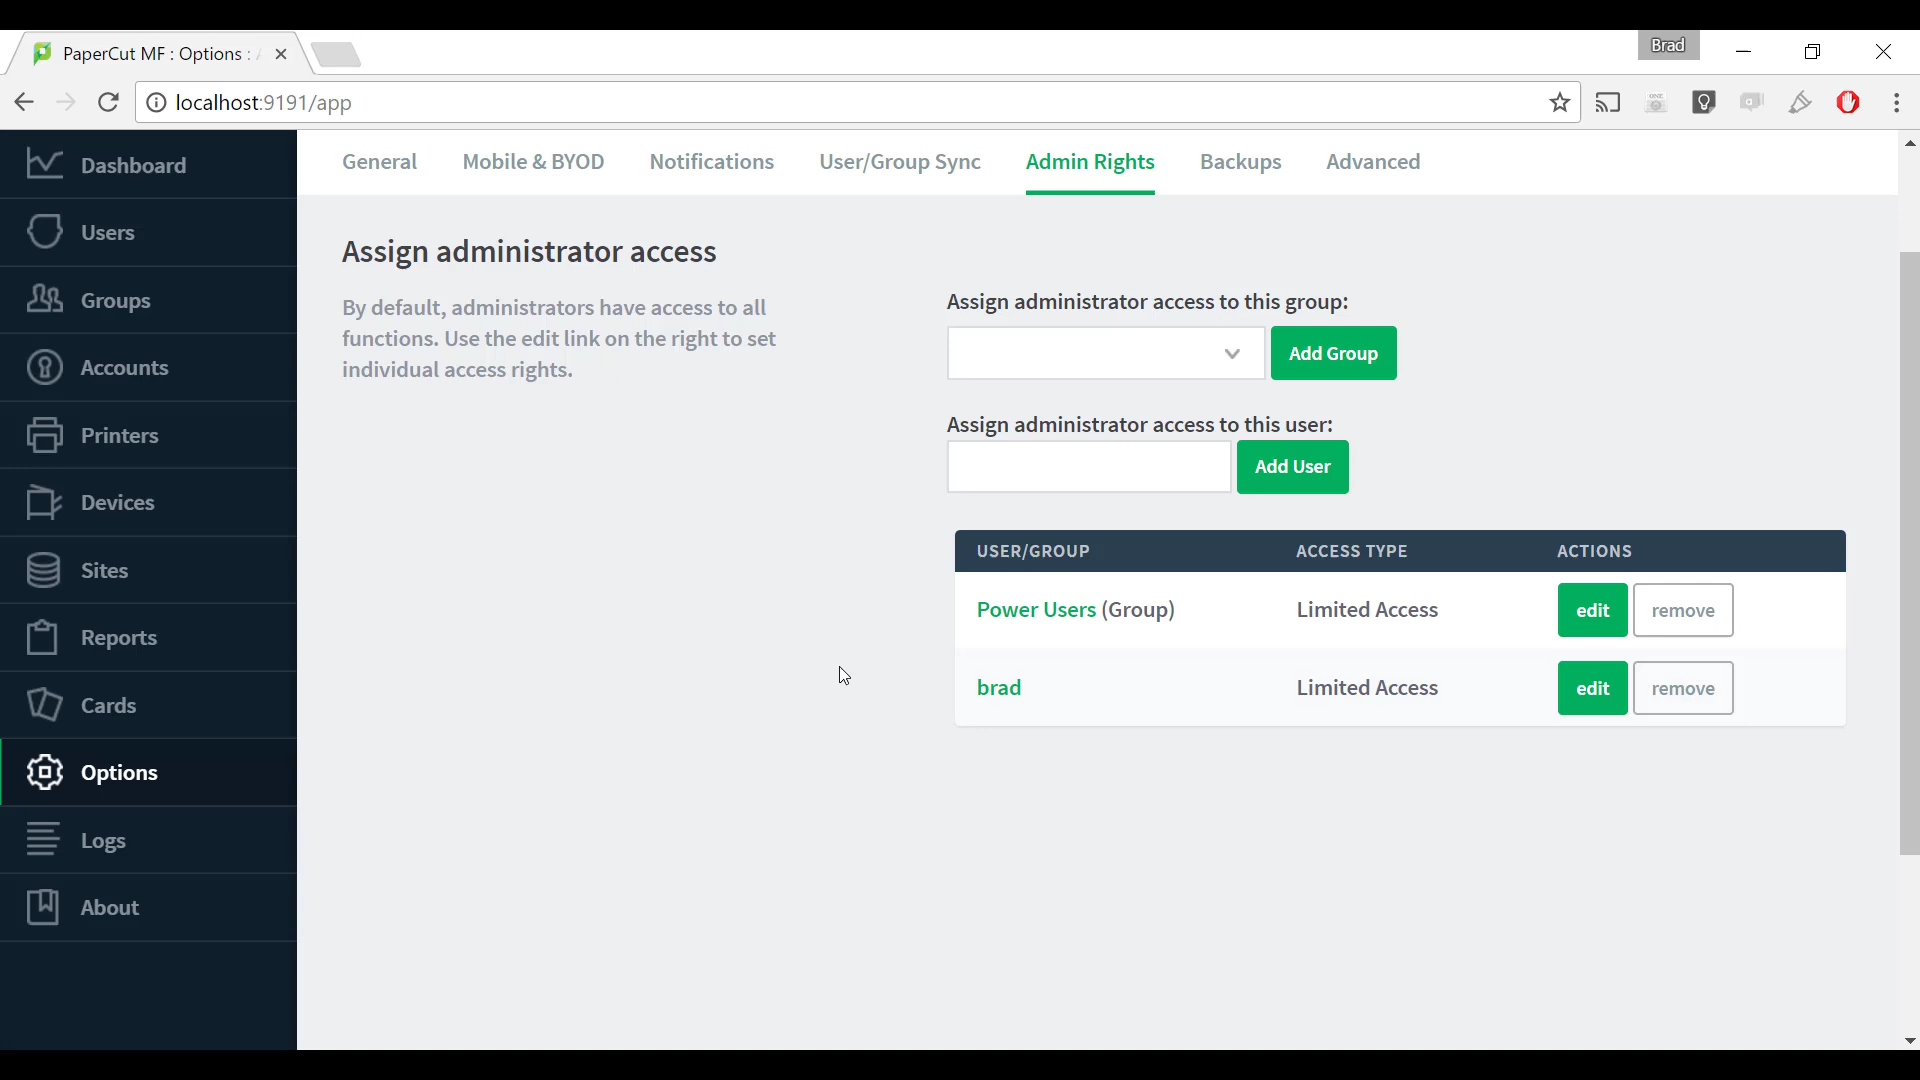 PaperCut MF : Options :
Brad
localhost:9191/app
Dashboard
Users
Groups
Accounts
Printers
Devices
Sites
Reports
Cards
Options
Logs
About
General Mobile & BYOD Notifications User/Group Sync Admin Rights Backups Advanced
Assign administrator access
By default, administrators have access to all
functions. Use the edit link on the right to set
individual access rights.
Assign administrator access to this group:
Add Group
Assign administrator access to this user:
Add User
USER/GROUP ACCESS TYPE ACTIONS
Power Users (Group) Limited Access edit remove
brad Limited Access edit remove